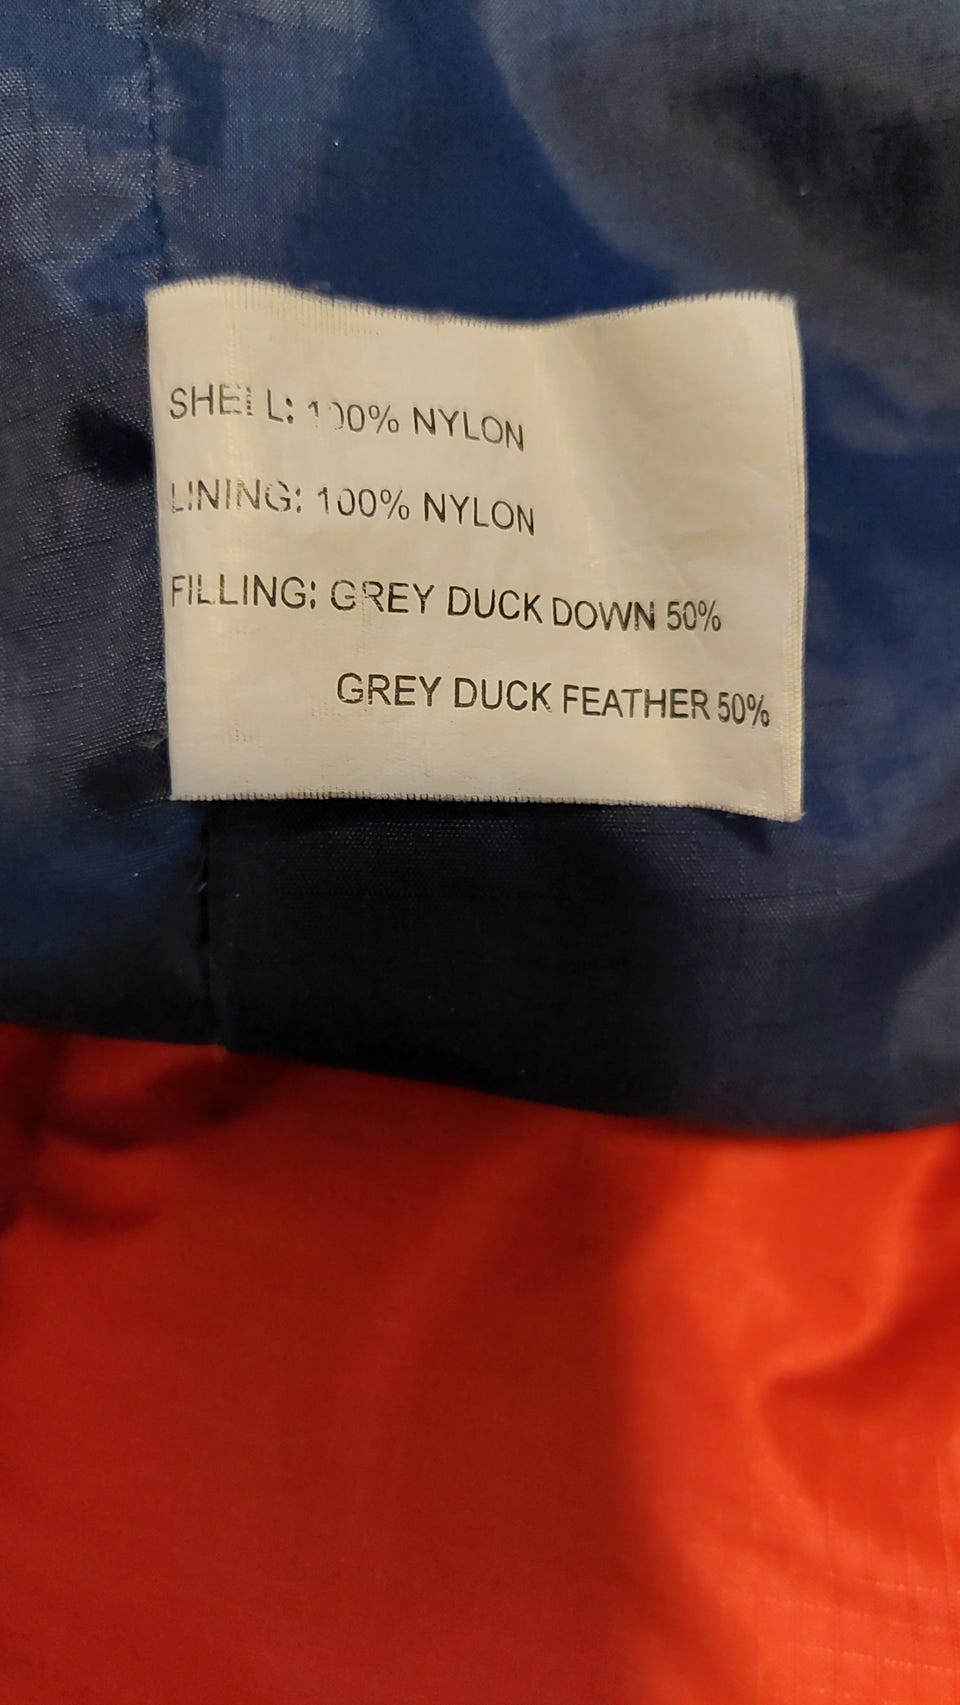 SHELL: 100% NYLON
LINING: 100% NYLON
FILLING: GREY DUCK DOWN 50%
GREY DUCK FEATHER 50%